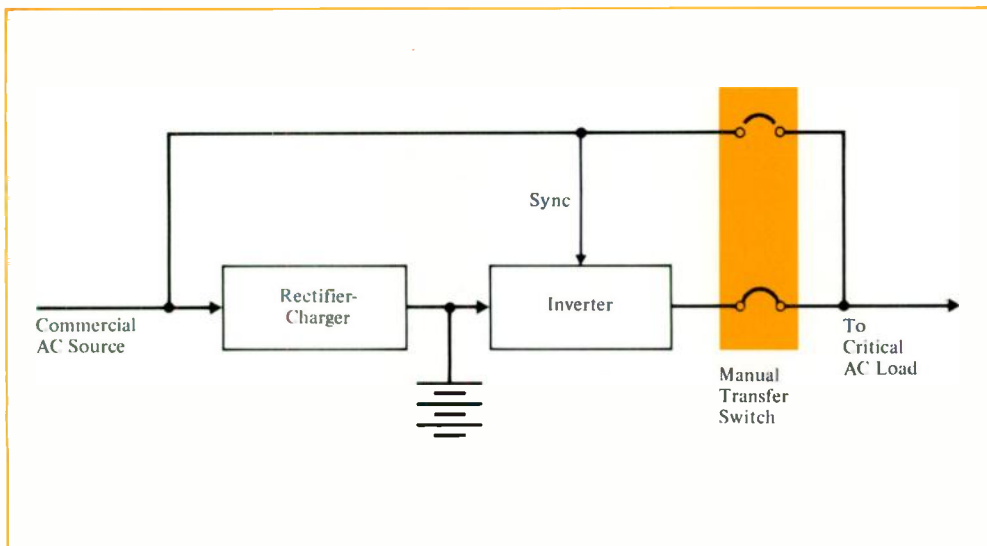 Sync
Rectifier-
Charger
Inverter
Commercial
AC Source
To
Critical
AC Load
Manual
Transfer
Switch